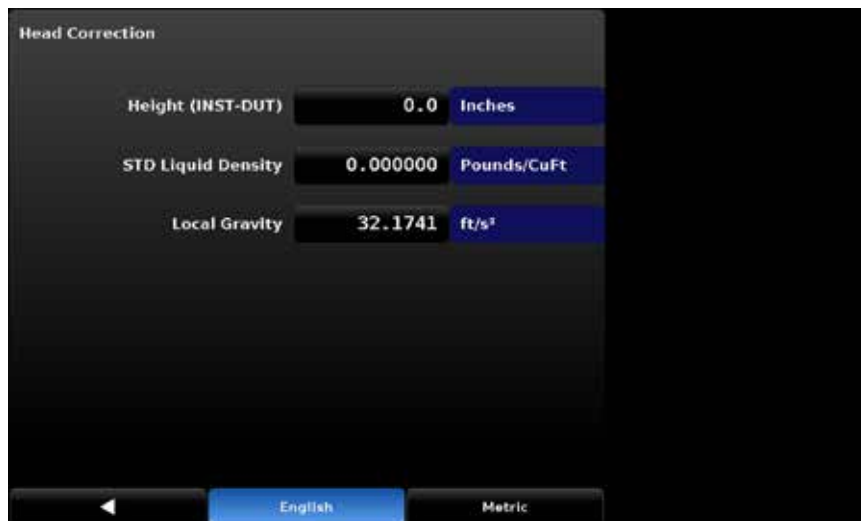 Head Correction
Height (INST-DUT) 0.0 Inches
STD Liquid Density 0.000000 Pounds/CuFt
Local Gravity 32.1741 ft/s²
English Metric